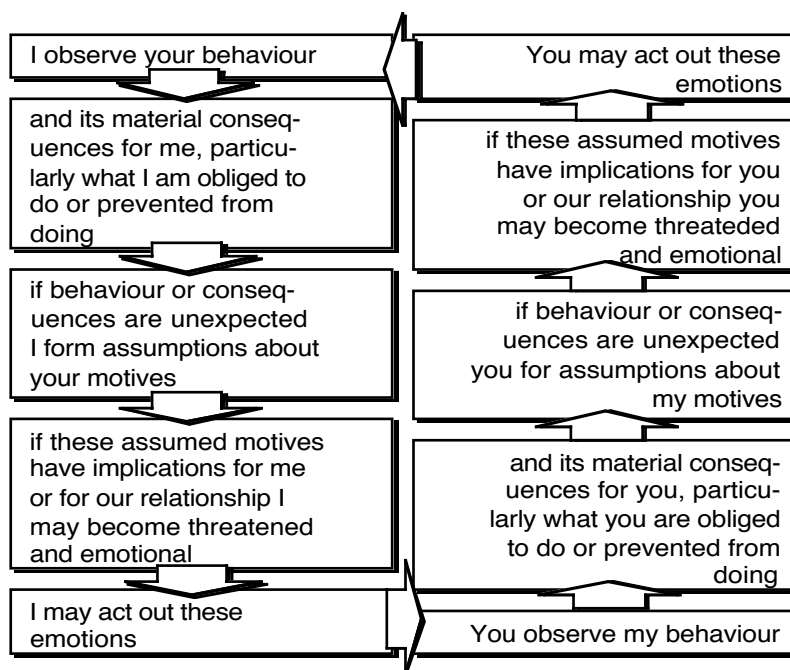 I observe your behaviour
and its material conseq-
uences for me, particu-
larly what I am obliged to
do or prevented from
doing
if behaviour or conseq-
uences are unexpected
I form assumptions about
your motives
if these assumed motives
have implications for me
or for our relationship I
may become threatened
and emotional
I may act out these
emotions
You observe my behaviour
and its material conseq-
uences for you, particu-
larly what you are obliged
to do or prevented from
doing
if behaviour or conseq-
uences are unexpected
you for assumptions about
my motives
if these assumed motives
have implications for you
or our relationship you
may become threateded
and emotional
You may act out these
emotions